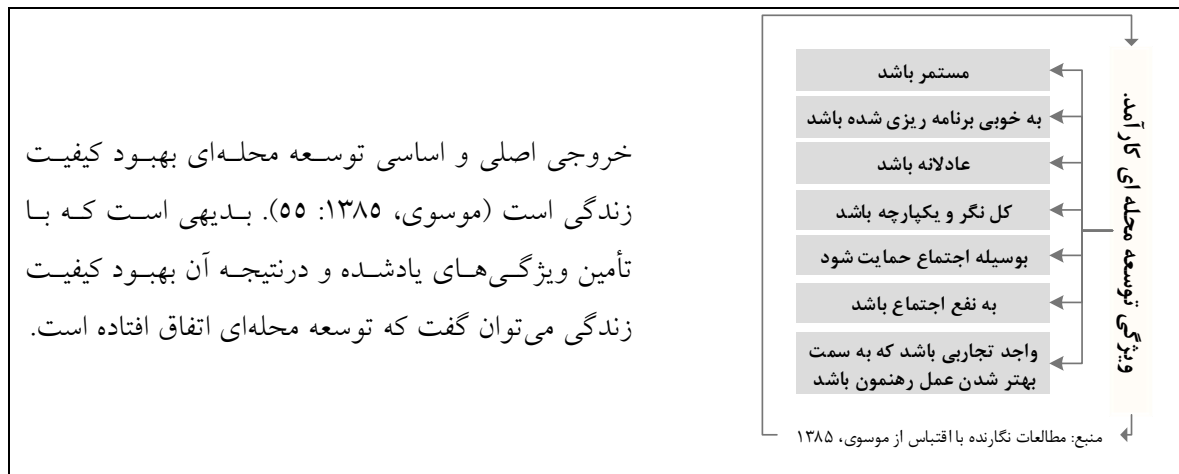 ویژگی توسعه محله ای کارآمد.
مستمر باشد
به خوبی برنامه ریزی شده باشد
عادلانه باشد
کل نگر و یکپارچه باشد
بوسیله اجتماع حمایت شود
به نفع اجتماع باشد
واجد تجاربی باشد که به سمت
بهتر شدن عمل رهنمون باشد
منبع: مطالعات نگارنده با اقتباس از موسوی، ۱۳۸۵
خروجی اصلی و اساسی توسعه محله‌ای بهبود کیفیت
زندگی است (موسوی، ۱۳۸۵: ۵۵). بدیهی است که با
تأمین ویژگی‌های یادشده و درنتیجه آن بهبود کیفیت
زندگی می‌توان گفت که توسعه محله‌ای اتفاق افتاده است.